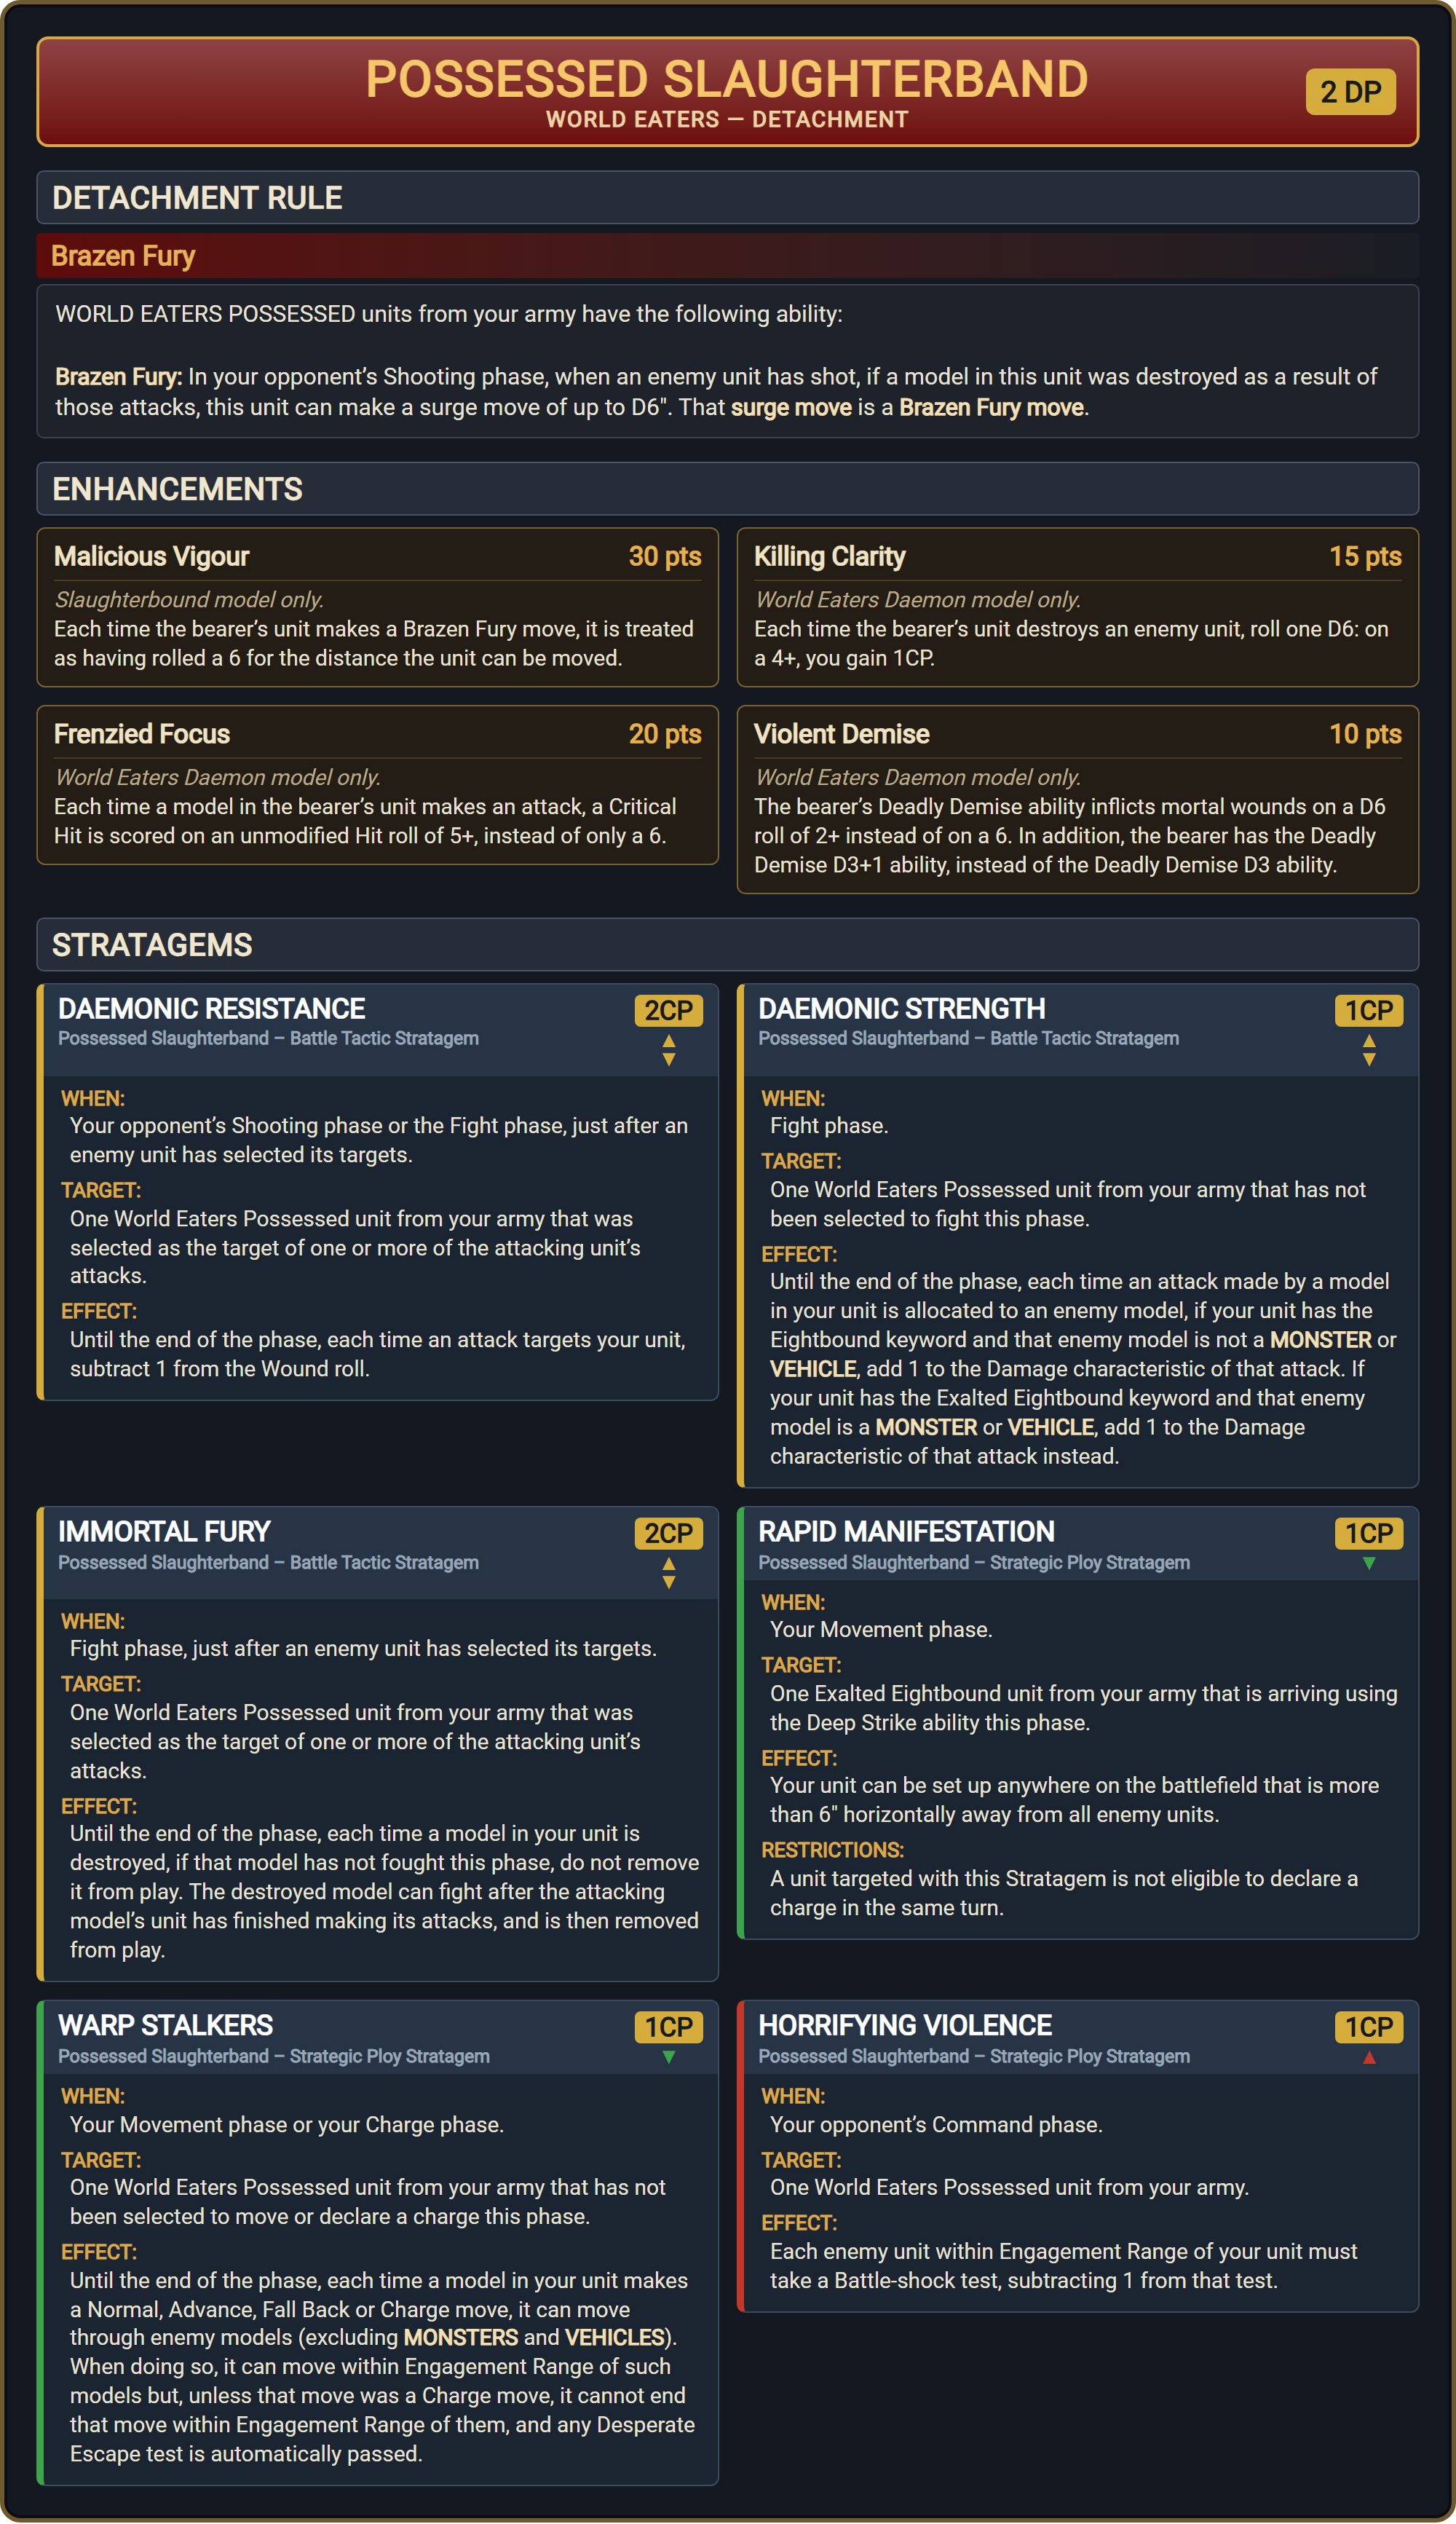 POSSESSED SLAUGHTERBAND
WORLD EATERS – DETACHMENT
2 DP
DETACHMENT RULE
Brazen Fury
WORLD EATERS POSSESSED units from your army have the following ability:
Brazen Fury: In your opponent’s Shooting phase, when an enemy unit has shot, if a model in this unit was destroyed as a result of
those attacks, this unit can make a surge move of up to D6". That surge move is a Brazen Fury move.
ENHANCEMENTS
Malicious Vigour
30 pts
Slaughterbound model only.
Each time the bearer’s unit makes a Brazen Fury move, it is treated
as having rolled a 6 for the distance the unit can be moved.
Killing Clarity
15 pts
World Eaters Daemon model only.
Each time the bearer’s unit destroys an enemy unit, roll one D6: on
a 4+, you gain 1CP.
Frenzied Focus
20 pts
World Eaters Daemon model only.
Each time a model in the bearer’s unit makes an attack, a Critical
Hit is scored on an unmodified Hit roll of 5+, instead of only a 6.
Violent Demise
10 pts
World Eaters Daemon model only.
The bearer’s Deadly Demise ability inflicts mortal wounds on a D6
roll of 2+ instead of on a 6. In addition, the bearer has the Deadly
Demise D3+1 ability, instead of the Deadly Demise D3 ability.
STRATAGEMS
DAEMONIC RESISTANCE
2CP
Possessed Slaughterband – Battle Tactic Stratagem
▲
▼
WHEN:
Your opponent’s Shooting phase or the Fight phase, just after an
enemy unit has selected its targets.
TARGET:
One World Eaters Possessed unit from your army that was
selected as the target of one or more of the attacking unit’s
attacks.
EFFECT:
Until the end of the phase, each time an attack targets your unit,
subtract 1 from the Wound roll.
DAEMONIC STRENGTH
1CP
Possessed Slaughterband – Battle Tactic Stratagem
▲
▼
WHEN:
Fight phase.
TARGET:
One World Eaters Possessed unit from your army that has not
been selected to fight this phase.
EFFECT:
Until the end of the phase, each time an attack made by a model
in your unit is allocated to an enemy model, if your unit has the
Eightbound keyword and that enemy model is not a MONSTER or
VEHICLE, add 1 to the Damage characteristic of that attack. If
your unit has the Exalted Eightbound keyword and that enemy
model is a MONSTER or VEHICLE, add 1 to the Damage
characteristic of that attack instead.
IMMORTAL FURY
2CP
Possessed Slaughterband – Battle Tactic Stratagem
▲
▼
WHEN:
Fight phase, just after an enemy unit has selected its targets.
TARGET:
One World Eaters Possessed unit from your army that was
selected as the target of one or more of the attacking unit’s
attacks.
EFFECT:
Until the end of the phase, each time a model in your unit is
destroyed, if that model has not fought this phase, do not remove
it from play. The destroyed model can fight after the attacking
model’s unit has finished making its attacks, and is then removed
from play.
RAPID MANIFESTATION
1CP
Possessed Slaughterband – Strategic Ploy Stratagem
▼
WHEN:
Your Movement phase.
TARGET:
One Exalted Eightbound unit from your army that is arriving using
the Deep Strike ability this phase.
EFFECT:
Your unit can be set up anywhere on the battlefield that is more
than 6" horizontally away from all enemy units.
RESTRICTIONS:
A unit targeted with this Stratagem is not eligible to declare a
charge in the same turn.
WARP STALKERS
1CP
Possessed Slaughterband – Strategic Ploy Stratagem
▼
WHEN:
Your Movement phase or your Charge phase.
TARGET:
One World Eaters Possessed unit from your army that has not
been selected to move or declare a charge this phase.
EFFECT:
Until the end of the phase, each time a model in your unit makes
a Normal, Advance, Fall Back or Charge move, it can move
through enemy models (excluding MONSTERS and VEHICLES).
When doing so, it can move within Engagement Range of such
models but, unless that move was a Charge move, it cannot end
that move within Engagement Range of them, and any Desperate
Escape test is automatically passed.
HORRIFYING VIOLENCE
1CP
Possessed Slaughterband – Strategic Ploy Stratagem
▲
WHEN:
Your opponent’s Command phase.
TARGET:
One World Eaters Possessed unit from your army.
EFFECT:
Each enemy unit within Engagement Range of your unit must
take a Battle-shock test, subtracting 1 from that test.